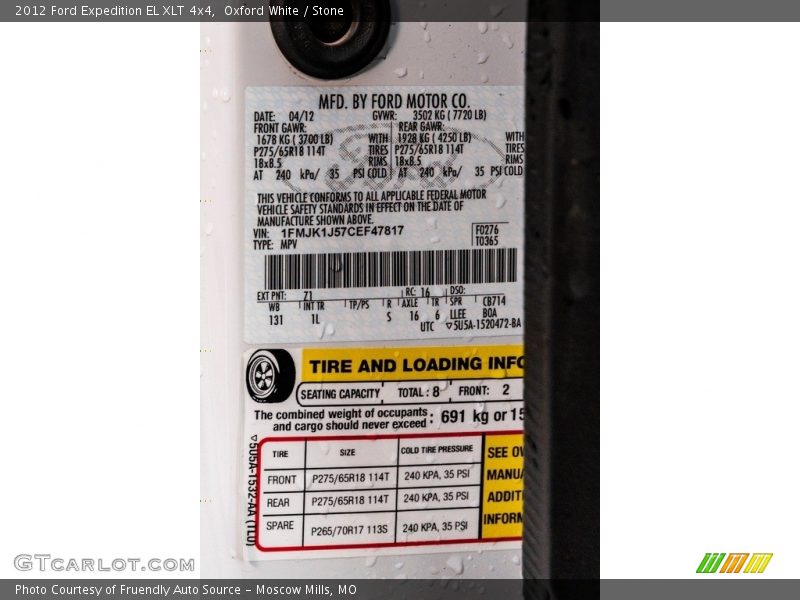 2012 Ford Expedition EL XLT 4x4,  Oxford White / Stone
MFD. BY FORD MOTOR CO.
DATE: 04/12 GVWR: 3502 KG ( 7720 LB)
FRONT GAWR: REAR GAWR:
1678 KG ( 3700 LB) WITH 1928 KG ( 4250 LB) WITH
P275/65R18 114T TIRES P275/65R18 114T TIRES
18x8.5 RIMS 18x8.5 RIMS
AT 240 kPa/ 35 PSI COLD AT 240 kPa/ 35 PSI COLD
THIS VEHICLE CONFORMS TO ALL APPLICABLE FEDERAL MOTOR
VEHICLE SAFETY STANDARDS IN EFFECT ON THE DATE OF
MANUFACTURE SHOWN ABOVE.
VIN: 1FMJK1J57CEF47817 F0276
TYPE: MPV T0365
EXT PNT: Z1 RC: 16 DSO:
WB INT TR TP/PS R AXLE TR SPR CB714
131 1L S 16 6 LLEE BOA
UTC ▽5U5A-1520472-BA
TIRE AND LOADING INFO
SEATING CAPACITY TOTAL : 8 FRONT: 2
The combined weight of occupants
and cargo should never exceed : 691 kg or 15
TIRE SIZE COLD TIRE PRESSURE SEE OW
FRONT P275/65R18 114T 240 KPA, 35 PSI MANU
REAR P275/65R18 114T 240 KPA, 35 PSI ADDIT
SPARE P265/70R17 113S 240 KPA, 35 PSI INFORM
▽5U5A-1532-AA (1L0)
GTCarlot.com
Photo Courtesy of Fruendly Auto Source – Moscow Mills, MO